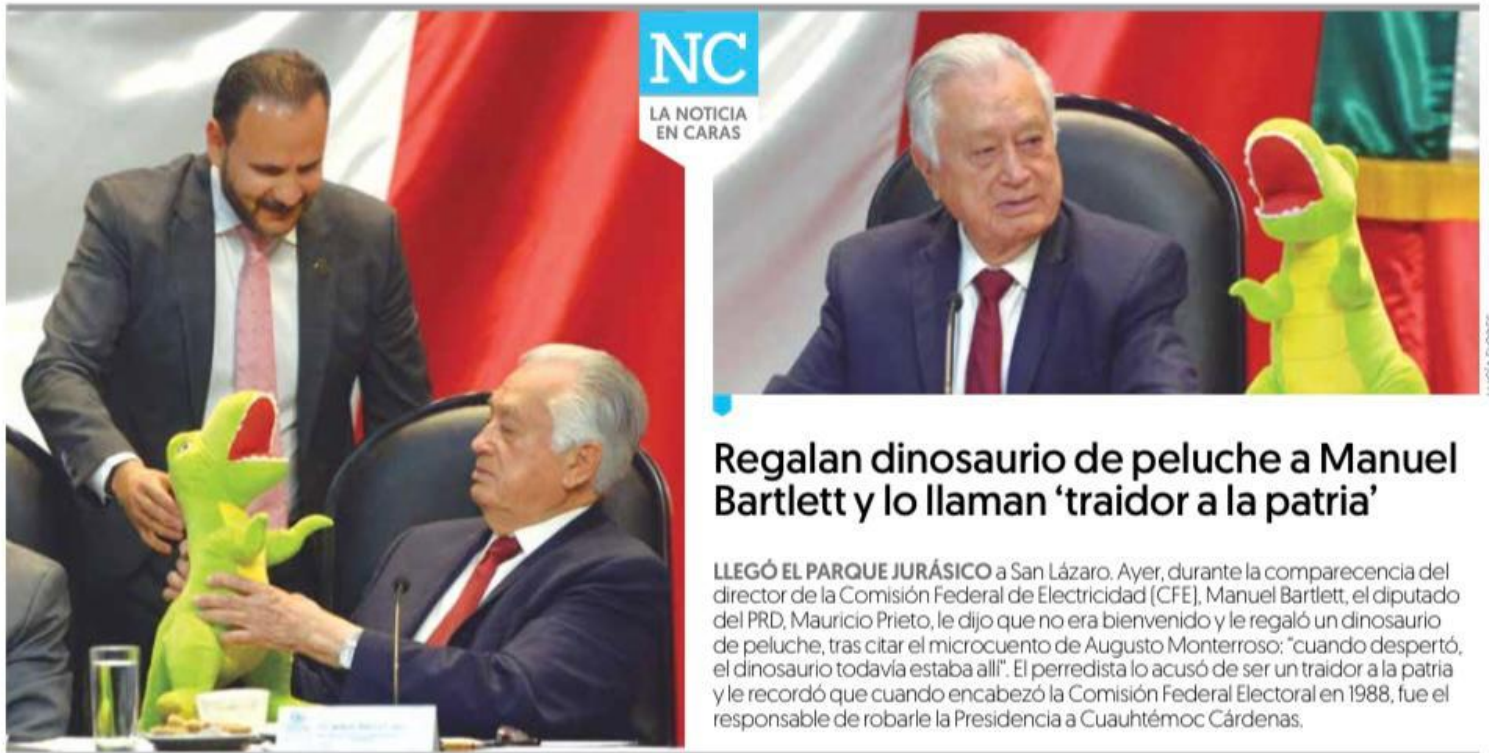 NC
LA NOTICIA
EN CARAS
Regalan dinosaurio de peluche a Manuel
Bartlett y lo llaman ‘traidor a la patria’
LLEGÓ EL PARQUE JURÁSICO a San Lázaro. Ayer, durante la comparecencia del
director de la Comisión Federal de Electricidad (CFE), Manuel Bartlett, el diputado
del PRD, Mauricio Prieto, le dijo que no era bienvenido y le regaló un dinosaurio
de peluche, tras citar el microcuento de Augusto Monterroso: “cuando despertó,
el dinosaurio todavía estaba allí”. El perredista lo acusó de ser un traidor a la patria
y le recordó que cuando encabezó la Comisión Federal Electoral en 1988, fue el
responsable de robarle la Presidencia a Cuauhtémoc Cárdenas.